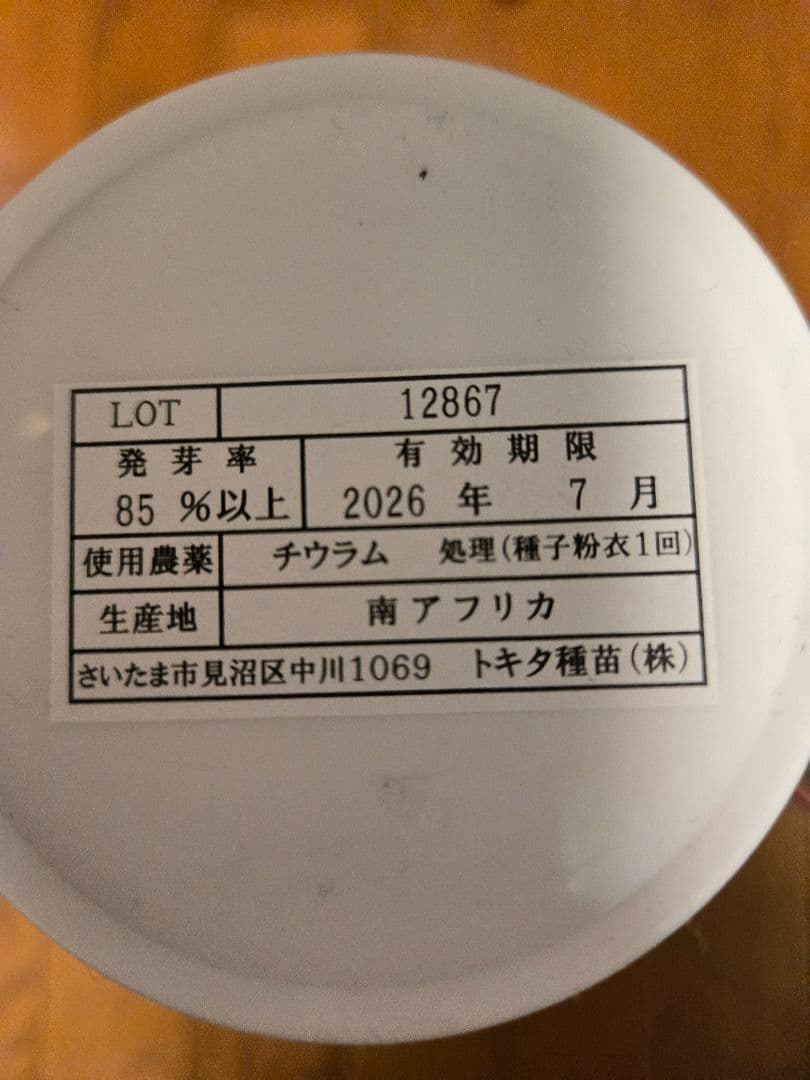 LOT 12867
発芽率 有効期限
85 %以上 2026 年 7 月
使用農薬 チウラム 処理(種子粉衣1回)
生産地 南アフリカ
さいたま市見沼区中川1069 トキタ種苗(株)